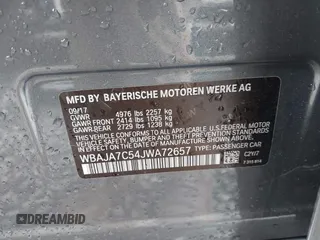 MFD BY BAYERISCHE MOTOREN WERKE AG
09/17
GVWR 4976 lbs 2257 kg
GAWR FRONT 2414 lbs 1095 kg
GAWR REAR 2729 lbs 1238 kg
THIS VEHICLE CONFORMS TO ALL APPLICABLE U.S. FEDERAL MOTOR
VEHICLE SAFETY, BUMPER, AND THEFT PREVENTION STANDARDS
IN EFFECT ON THE DATE OF MANUFACTURE SHOWN ABOVE.
WBAJA7C54JWA72657 TYPE: PASSENGER CAR
C2Y/7
DREAMBID